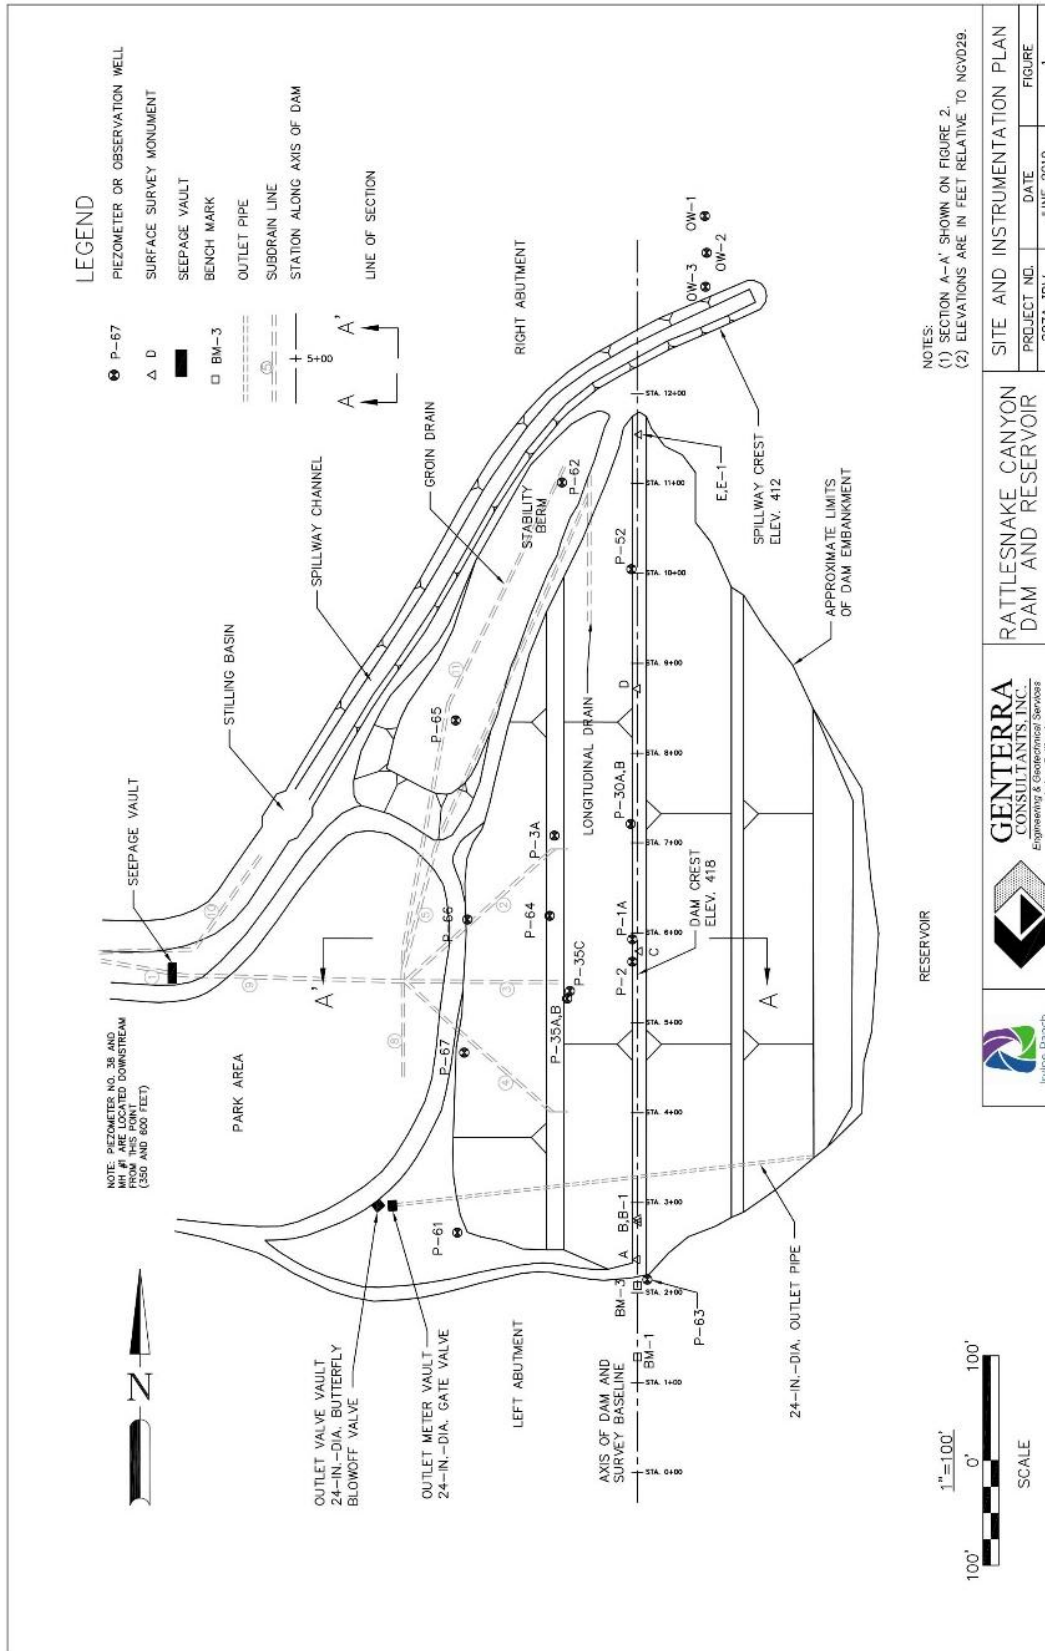 LEGEND
P-67
PIEZOMETER OR OBSERVATION WELL
D
SURFACE SURVEY MONUMENT
SEEPAGE VAULT
BM-3
BENCH MARK
OUTLET PIPE
5
SUBDRAIN LINE
5+00
STATION ALONG AXIS OF DAM
A A'
LINE OF SECTION
N
NOTE: PIEZOMETER NO. 38 AND
MH #1 ARE LOCATED DOWNSTREAM
FROM THIS POINT
(350 AND 600 FEET)
SEEPAGE VAULT
STILLING BASIN
SPILLWAY CHANNEL
GROIN DRAIN
PARK AREA
1
9
10
8
5
11
2
3
4
A'
OUTLET VALVE VAULT
24-IN.-DIA. BUTTERFLY
BLOWOFF VALVE
OUTLET METER VAULT
24-IN.-DIA. GATE VALVE
P-61
P-67
P-66
P-65
STABILITY
BERM
P-62
RIGHT ABUTMENT
LEFT ABUTMENT
P-35A,B
P-35C
P-64
P-3A
LONGITUDINAL DRAIN
AXIS OF DAM AND
SURVEY BASELINE
BM-1
BM-3
A
B,B-1
P-2
P-1A
C
P-30A,B
D
P-52
E,E-1
OW-3
OW-2
OW-1
STA. 0+00
STA. 1+00
STA. 2+00
STA. 3+00
STA. 4+00
STA. 5+00
STA. 6+00
STA. 7+00
STA. 8+00
STA. 9+00
STA. 10+00
STA. 11+00
STA. 12+00
P-63
DAM CREST
ELEV. 418
SPILLWAY CREST
ELEV. 412
24-IN.-DIA. OUTLET PIPE
A
APPROXIMATE LIMITS
OF DAM EMBANKMENT
RESERVOIR
NOTES:
(1) SECTION A-A' SHOWN ON FIGURE 2.
(2) ELEVATIONS ARE IN FEET RELATIVE TO NGVD29.
1"=100'
100' 0' 100'
SCALE
GENTERRA
CONSULTANTS, INC.
Engineering & Geotechnical Services
RATTLESNAKE CANYON
DAM AND RESERVOIR
SITE AND INSTRUMENTATION PLAN
PROJECT NO.
DATE
FIGURE